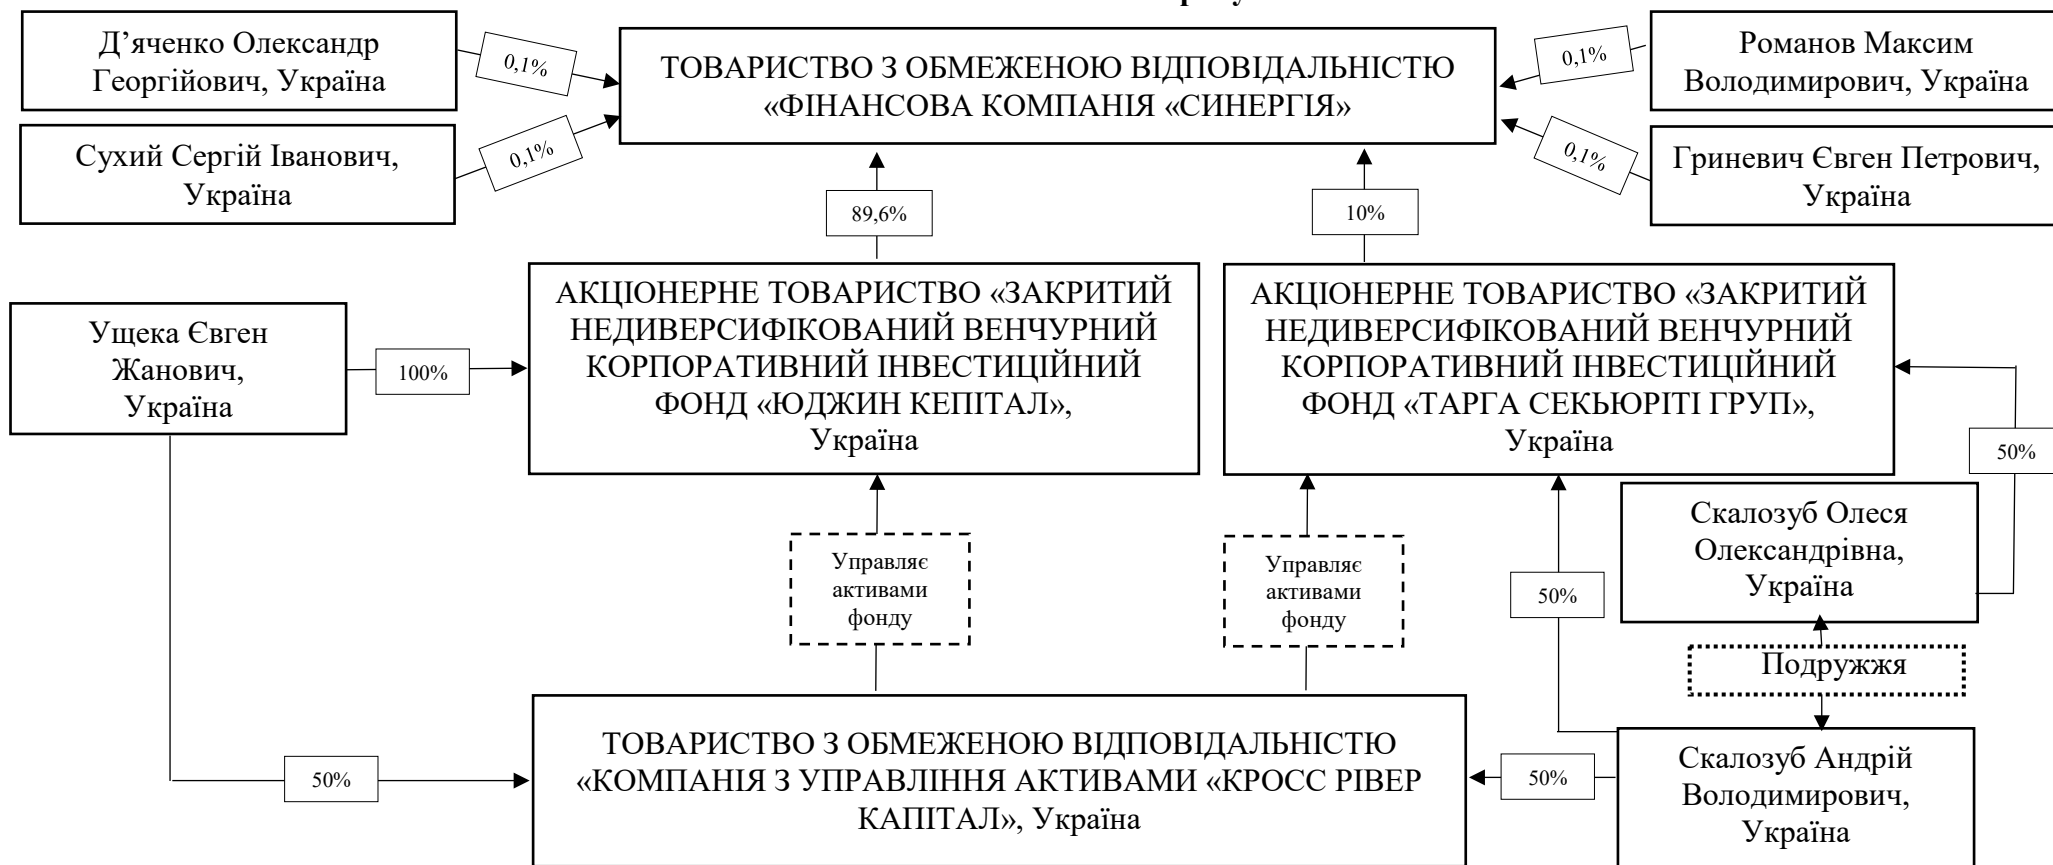 Д’яченко Олександр
Георгійович, Україна
0,1%
ТОВАРИСТВО З ОБМЕЖЕНОЮ ВІДПОВІДАЛЬНІСТЮ
«ФІНАНСОВА КОМПАНІЯ «СИНЕРГІЯ»
0,1%
Романов Максим
Володимирович, Україна
Сухий Сергій Іванович,
Україна
0,1%
0,1%
Гриневич Євген Петрович,
Україна
89,6%
10%
Ущека Євген
Жанович,
Україна
100%
АКЦІОНЕРНЕ ТОВАРИСТВО «ЗАКРИТИЙ
НЕДИВЕРСИФІКОВАНИЙ ВЕНЧУРНИЙ
КОРПОРАТИВНИЙ ІНВЕСТИЦІЙНИЙ
ФОНД «ЮДЖИН КЕПІТАЛ»,
Україна
АКЦІОНЕРНЕ ТОВАРИСТВО «ЗАКРИТИЙ
НЕДИВЕРСИФІКОВАНИЙ ВЕНЧУРНИЙ
КОРПОРАТИВНИЙ ІНВЕСТИЦІЙНИЙ
ФОНД «ТАРГА СЕКЬЮРІТІ ГРУП»,
Україна
50%
Скалозуб Олеся
Олександрівна,
Україна
Управляє
активами
фонду
Управляє
активами
фонду
50%
Подружжя
50%
ТОВАРИСТВО З ОБМЕЖЕНОЮ ВІДПОВІДАЛЬНІСТЮ
«КОМПАНІЯ З УПРАВЛІННЯ АКТИВАМИ «КРОСС РІВЕР
КАПІТАЛ», Україна
50%
Скалозуб Андрій
Володимирович,
Україна